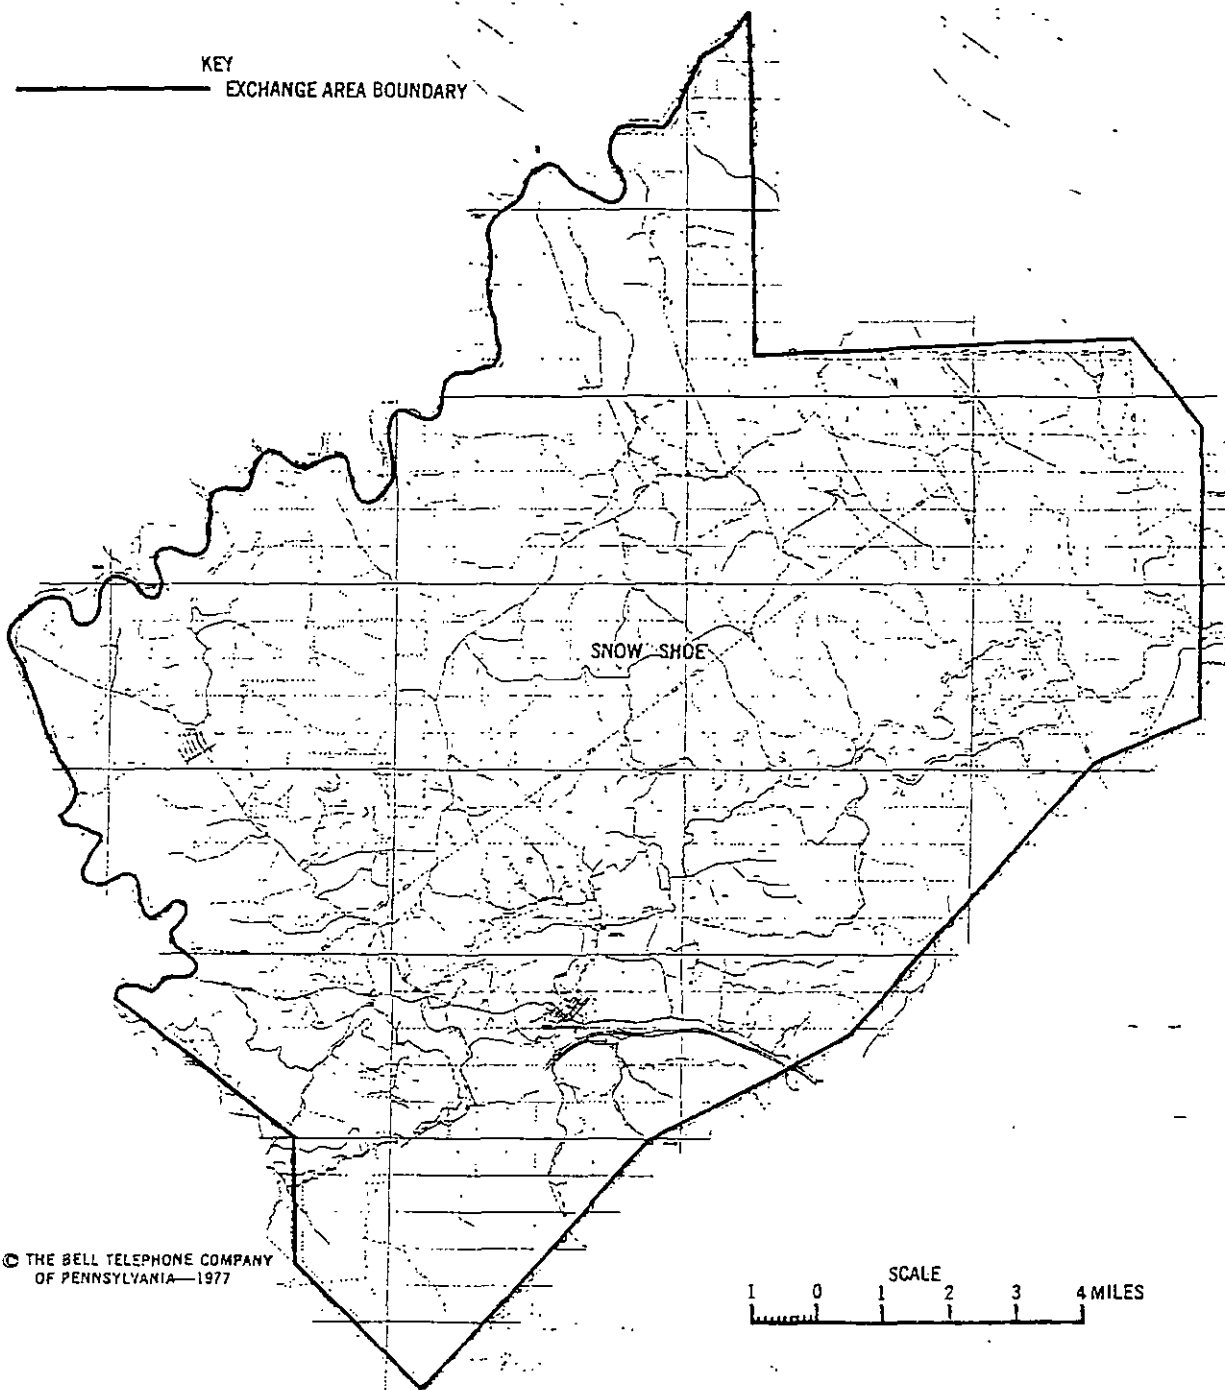 KEY
EXCHANGE AREA BOUNDARY
SNOW SHOE
© THE BELL TELEPHONE COMPANY
OF PENNSYLVANIA—1977
SCALE
1 0 1 2 3 4 MILES